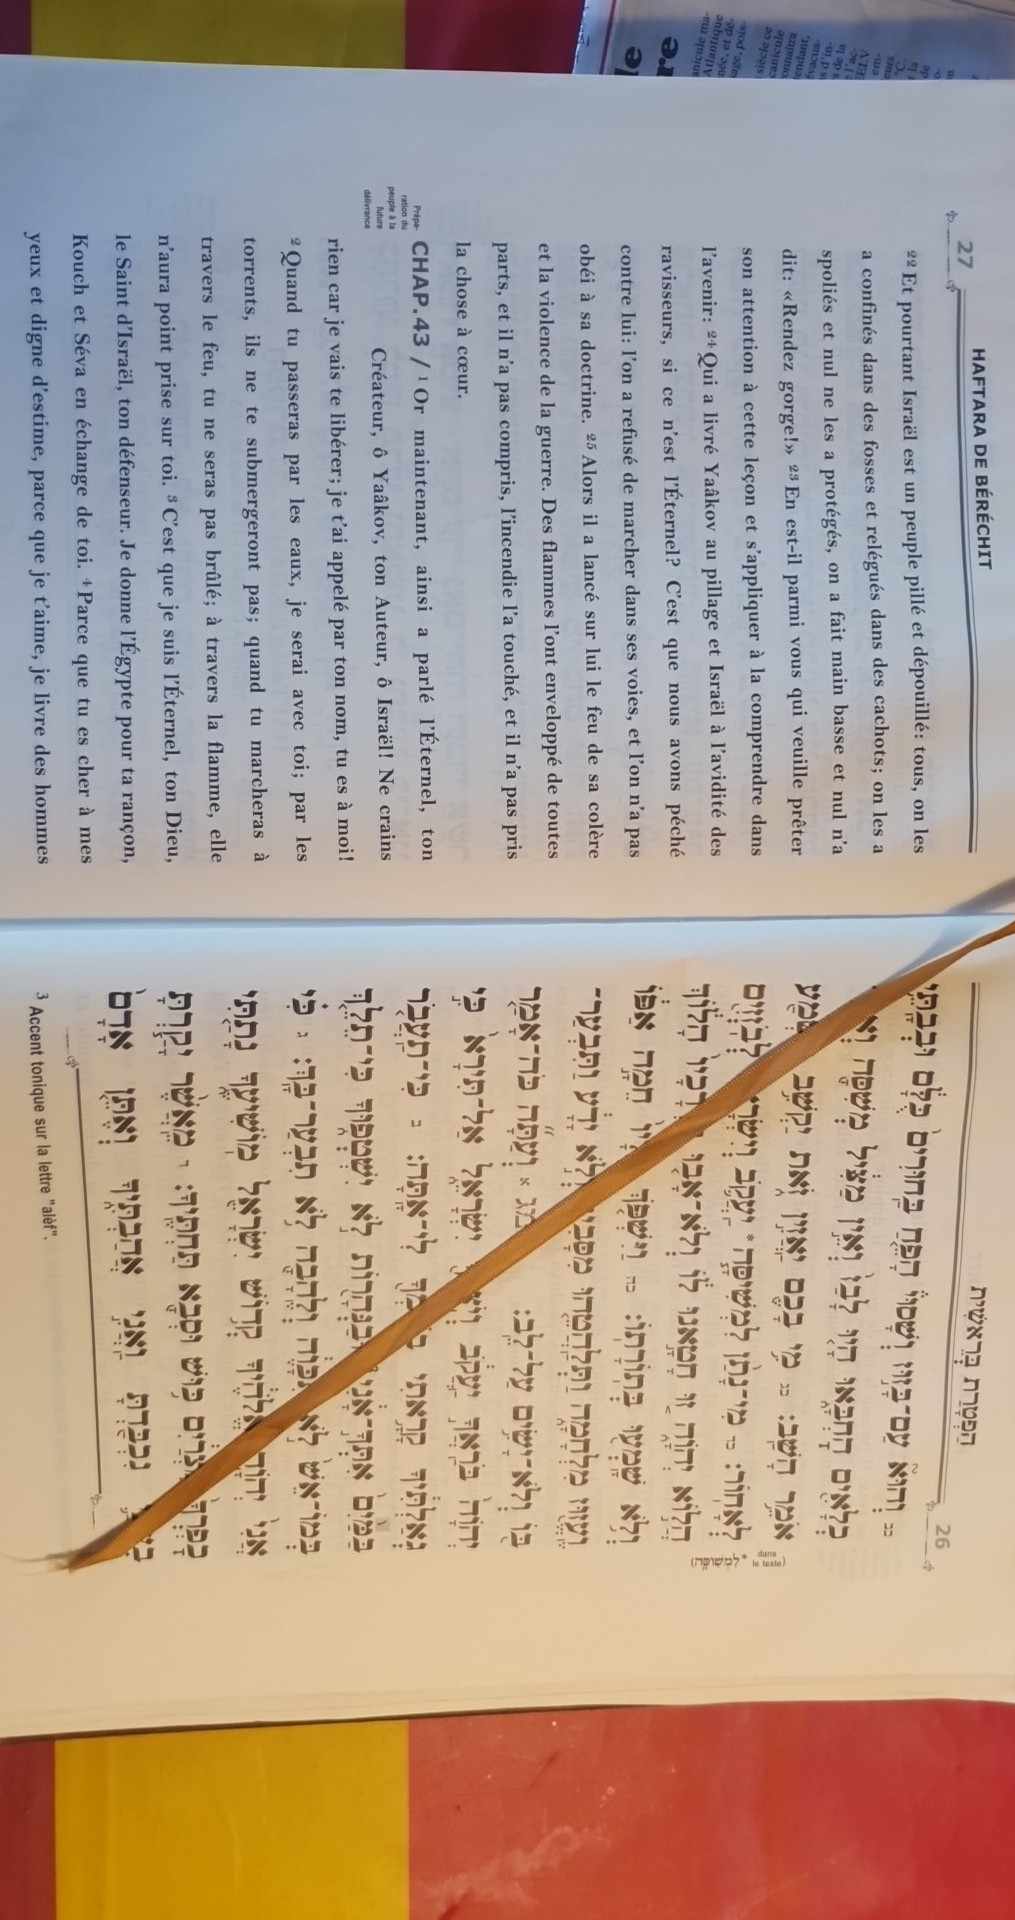 27
HAFTARA DE BÉRÉCHIT
22 Et pourtant Israël est un peuple pillé et dépouillé: tous, on les
a confinés dans des fosses et relégués dans des cachots; on les a
spoliés et nul ne les a protégés, on a fait main basse et nul n'a
dit: «Rendez gorge!» 23 En est-il parmi vous qui veuille prêter
son attention à cette leçon et s'appliquer à la comprendre dans
l'avenir: 24 Qui a livré Yaâkov au pillage et Israël à l'avidité des
ravisseurs, si ce n'est l'Éternel? C'est que nous avons péché
contre lui: l'on a refusé de marcher dans ses voies, et l'on n'a pas
obéi à sa doctrine. 25 Alors il a lancé sur lui le feu de sa colère
et la violence de la guerre. Des flammes l'ont enveloppé de toutes
parts, et il n'a pas compris, l'incendie l'a touché, et il n'a pas pris
la chose à cœur.
Prépa-
ration du
peuple à la
future
délivrance
CHAP.43 / 1 Or maintenant, ainsi a parlé l'Éternel, ton
Créateur, ô Yaâkov, ton Auteur, ô Israël! Ne crains
rien car je vais te libérer; je t'ai appelé par ton nom, tu es à moi!
2 Quand tu passeras par les eaux, je serai avec toi; par les
torrents, ils ne te submergeront pas; quand tu marcheras à
travers le feu, tu ne seras pas brûlé; à travers la flamme, elle
n'aura point prise sur toi. 3 C'est que je suis l'Éternel, ton Dieu,
le Saint d'Israël, ton défenseur. Je donne l'Égypte pour ta rançon,
Kouch et Séva en échange de toi. 4 Parce que tu es cher à mes
yeux et digne d'estime, parce que je t'aime, je livre des hommes
הַפְטָרַת בְּרֵאשִׁית
26
כב וְהוּא עַם־בָּזוּז וְשָׁסוּי הָפֵחַ בַּחוּרִים כֻּלָּם וּבְבָתֵּי
כְלָאִים הָחְבָּאוּ הָיוּ לָבַז וְאֵין מַצִּיל מְשִׁסָּה
אֹמֵר הָשַׁב: כג מִי בָכֶם יַאֲזִין זֹאת יַקְשִׁב
לְאָחוֹר: כד מִי־נָתַן לִמְשִׁיסָּה* יַעֲקֹב לְבֹזְזִים
(dans le texte *לִמְשׁוֹסָה)
הֲלוֹא יְהוָה זוּ חָטָאנוּ לוֹ וְלֹא־אָבוּ הָלוֹךְ
וְלֹא שָׁמְעוּ בְּתוֹרָתוֹ: כה וַיִּשְׁפֹּךְ חֵמָה אַפּוֹ
וֶעֱזוּז מִלְחָמָה וַתְּלַהֲטֵהוּ יָדָע וַתִּבְעַר־
בּוֹ וְלֹא־יָשִׂים עַל־לֵב: מג א וְעַתָּה כֹּה־אָמַר
יְהוָה בֹּרַאֲךָ יַעֲקֹב יִשְׂרָאֵל אַל־תִּירָא כִּי
גְאַלְתִּיךָ קָרָאתִי לִי־אָתָּה: ב כִּי־תַעֲבֹר
בַּמַּיִם אִתְּךָ־אָנִי וּבַנְּהָרוֹת לֹא יִשְׁטְפוּךָ כִּי־תֵלֵךְ
בְּמוֹ־אֵשׁ לֹא תִכָּוֶה וְלֶהָבָה לֹא תִבְעַר־בָּךְ: ג כִּי
אֲנִי יְהוָה אֱלֹהֶיךָ קְדוֹשׁ יִשְׂרָאֵל מוֹשִׁיעֶךָ נָתַתִּי
כָפְרְךָ מִצְרַיִם כּוּשׁ וּסְבָא תַּחְתֶּיךָ: ד מֵאֲשֶׁר יָקַרְתָּ
נִכְבַּדְתָּ וַאֲנִי אֲהַבְתִּיךָ וְאֶתֵּן אָדָם
3 Accent tonique sur la lettre "alèf".